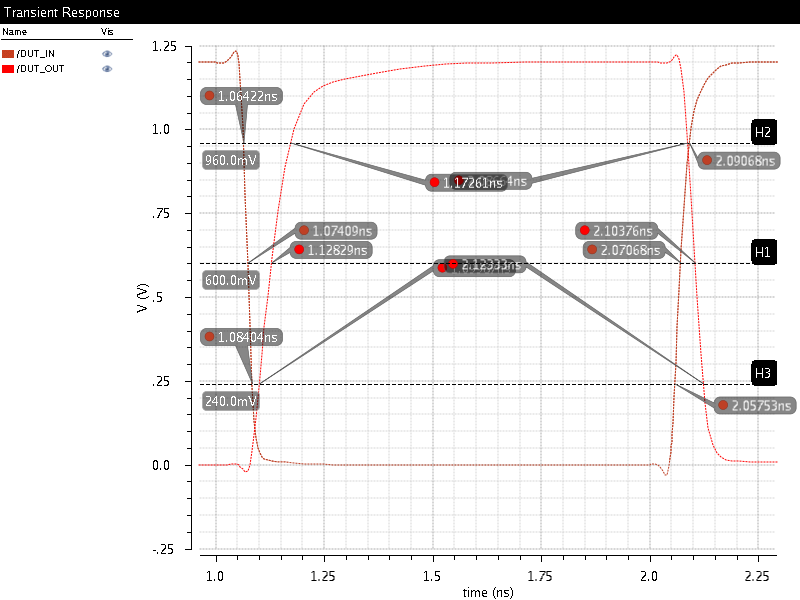 Transient Response
Name Vis
/DUT_IN
/DUT_OUT
1.25
1.0
.75
.5
.25
0.0
-.25
V (V)
1.06422ns
960.0mV
H2
2.09068ns
1.17261ns
1.07409ns
1.12829ns
2.10376ns
2.07068ns
H1
600.0mV
2.12333ns
1.08404ns
H3
240.0mV
2.05753ns
1.0 1.25 1.5 1.75 2.0 2.25
time (ns)